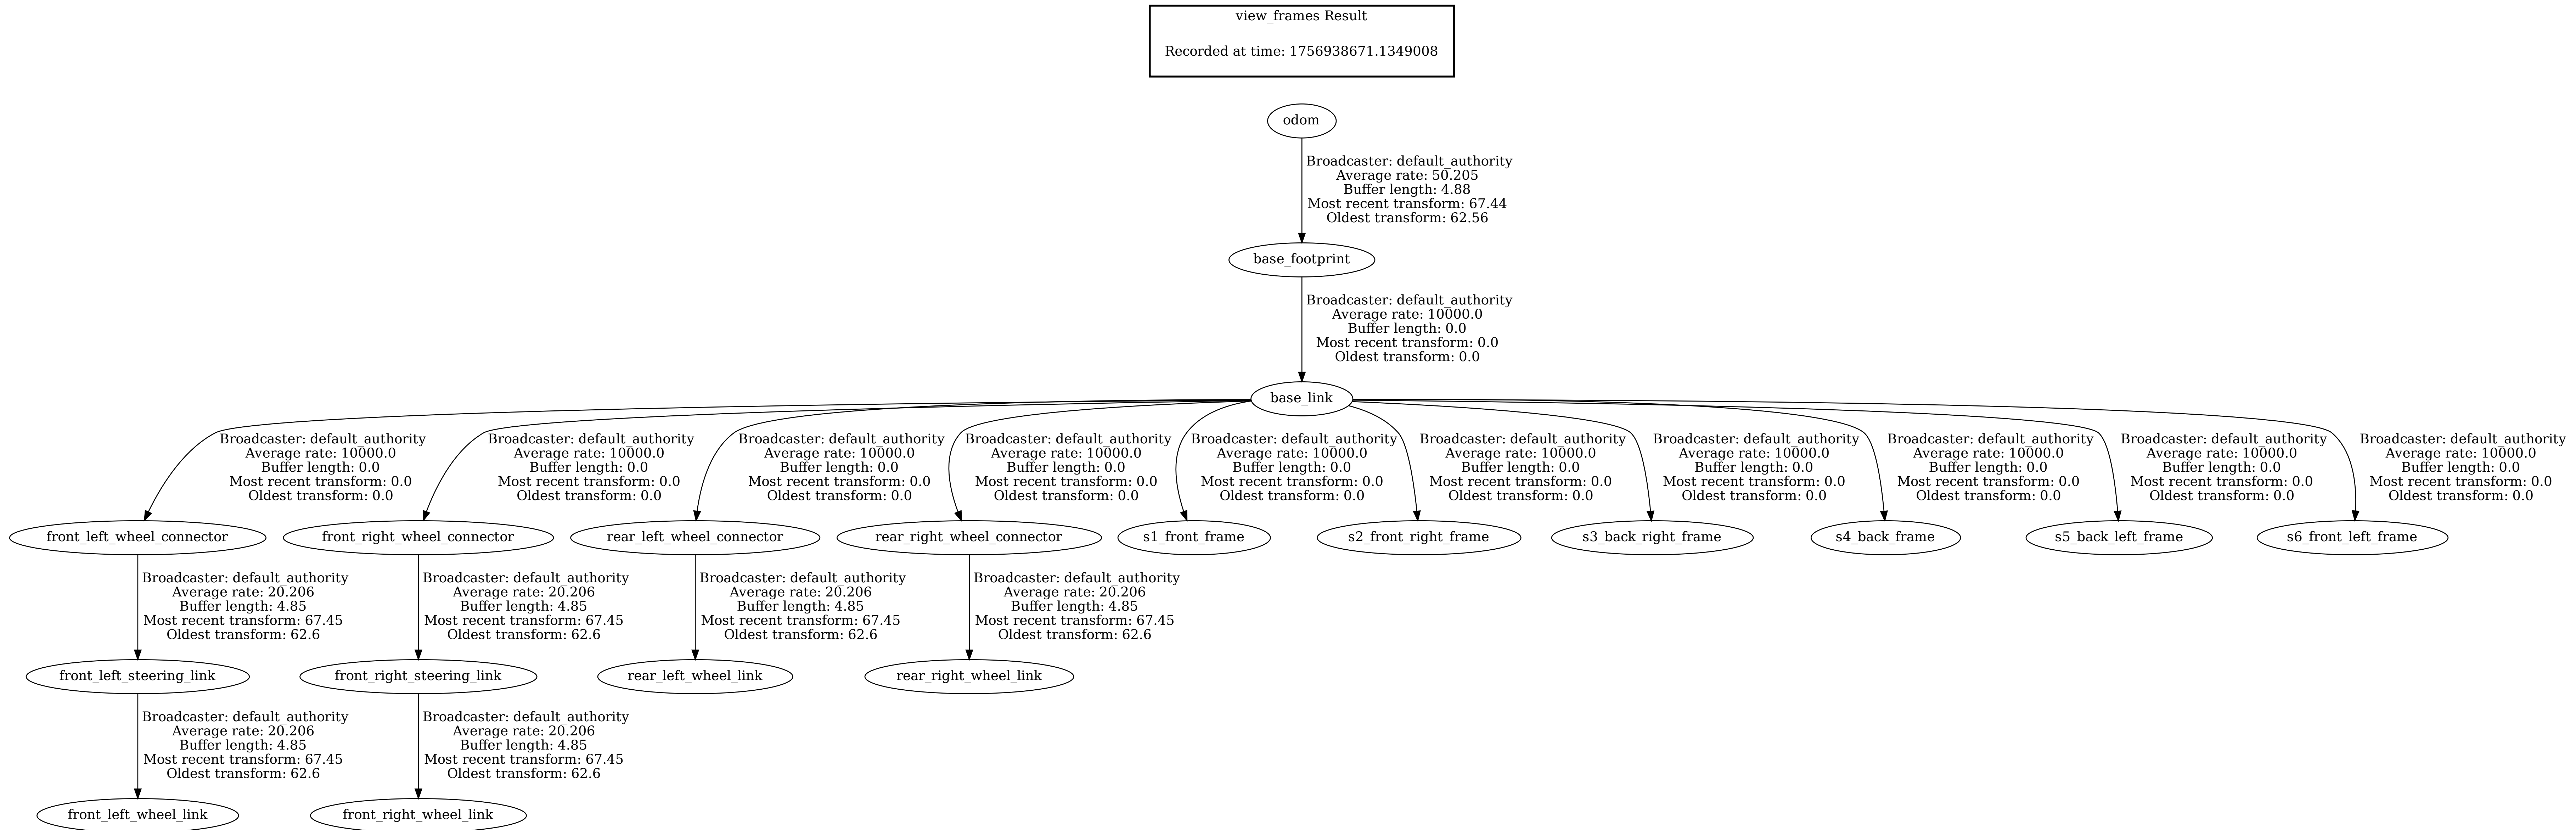 view_frames Result
Recorded at time: 1756938671.1349008
odom
Broadcaster: default_authority
Average rate: 50.205
Buffer length: 4.88
Most recent transform: 67.44
Oldest transform: 62.56
base_footprint
Broadcaster: default_authority
Average rate: 10000.0
Buffer length: 0.0
Most recent transform: 0.0
Oldest transform: 0.0
base_link
Broadcaster: default_authority
Average rate: 10000.0
Buffer length: 0.0
Most recent transform: 0.0
Oldest transform: 0.0
Broadcaster: default_authority
Average rate: 10000.0
Buffer length: 0.0
Most recent transform: 0.0
Oldest transform: 0.0
Broadcaster: default_authority
Average rate: 10000.0
Buffer length: 0.0
Most recent transform: 0.0
Oldest transform: 0.0
Broadcaster: default_authority
Average rate: 10000.0
Buffer length: 0.0
Most recent transform: 0.0
Oldest transform: 0.0
Broadcaster: default_authority
Average rate: 10000.0
Buffer length: 0.0
Most recent transform: 0.0
Oldest transform: 0.0
Broadcaster: default_authority
Average rate: 10000.0
Buffer length: 0.0
Most recent transform: 0.0
Oldest transform: 0.0
Broadcaster: default_authority
Average rate: 10000.0
Buffer length: 0.0
Most recent transform: 0.0
Oldest transform: 0.0
Broadcaster: default_authority
Average rate: 10000.0
Buffer length: 0.0
Most recent transform: 0.0
Oldest transform: 0.0
Broadcaster: default_authority
Average rate: 10000.0
Buffer length: 0.0
Most recent transform: 0.0
Oldest transform: 0.0
Broadcaster: default_authority
Average rate: 10000.0
Buffer length: 0.0
Most recent transform: 0.0
Oldest transform: 0.0
front_left_wheel_connector
front_right_wheel_connector
rear_left_wheel_connector
rear_right_wheel_connector
s1_front_frame
s2_front_right_frame
s3_back_right_frame
s4_back_frame
s5_back_left_frame
s6_front_left_frame
Broadcaster: default_authority
Average rate: 20.206
Buffer length: 4.85
Most recent transform: 67.45
Oldest transform: 62.6
Broadcaster: default_authority
Average rate: 20.206
Buffer length: 4.85
Most recent transform: 67.45
Oldest transform: 62.6
Broadcaster: default_authority
Average rate: 20.206
Buffer length: 4.85
Most recent transform: 67.45
Oldest transform: 62.6
Broadcaster: default_authority
Average rate: 20.206
Buffer length: 4.85
Most recent transform: 67.45
Oldest transform: 62.6
front_left_steering_link
front_right_steering_link
rear_left_wheel_link
rear_right_wheel_link
Broadcaster: default_authority
Average rate: 20.206
Buffer length: 4.85
Most recent transform: 67.45
Oldest transform: 62.6
Broadcaster: default_authority
Average rate: 20.206
Buffer length: 4.85
Most recent transform: 67.45
Oldest transform: 62.6
front_left_wheel_link
front_right_wheel_link